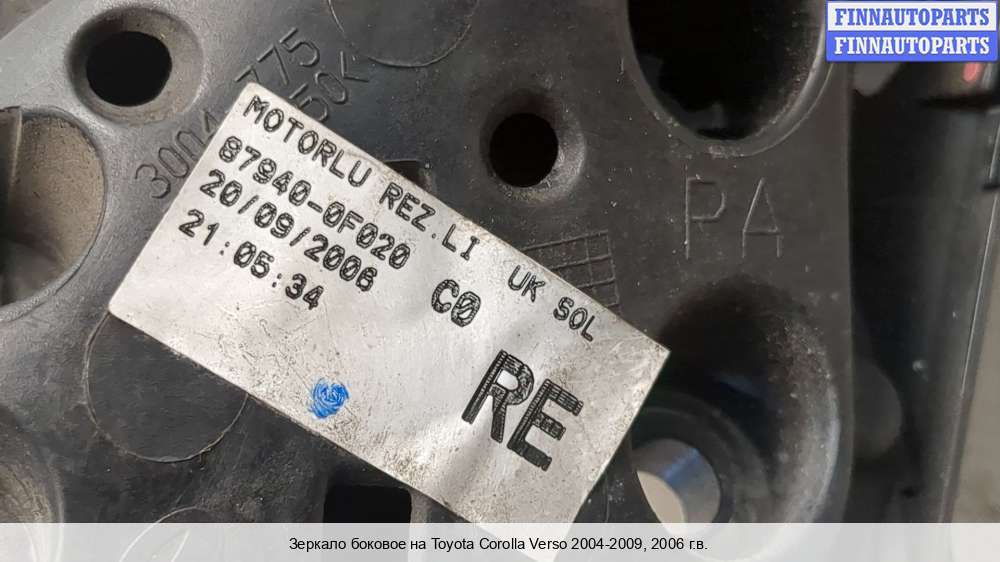 FINNAUTOPARTS
FINNAUTOPARTS
MOTORLU REZ.LI UK SOL
87940-0F020
20/09/2006 C0
21:05:34
RE
PA
Зеркало боковое на Toyota Corolla Verso 2004-2009, 2006 г.в.